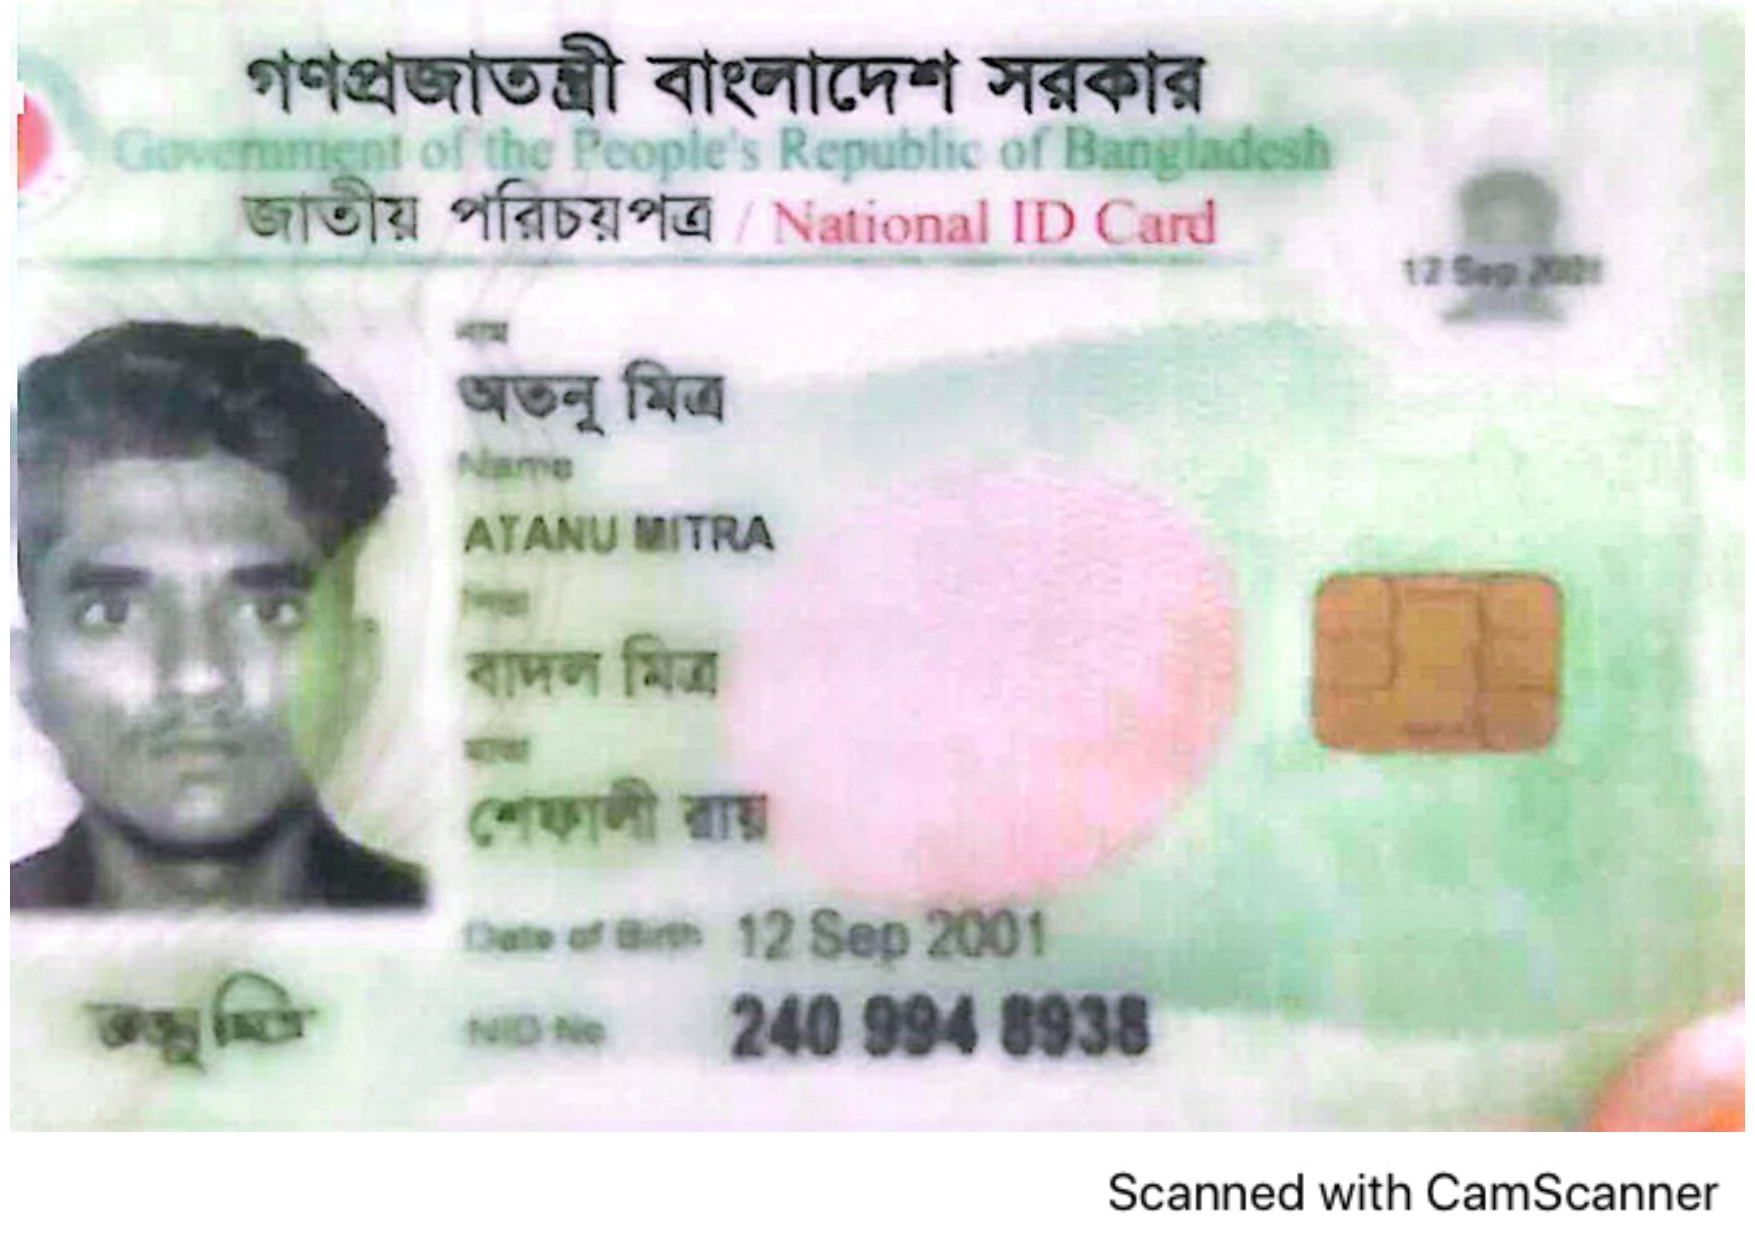 গণপ্রজাতন্ত্রী বাংলাদেশ সরকার
Government of the People's Republic of Bangladesh
জাতীয় পরিচয়পত্র / National ID Card
12 Sep 2001
নাম
অতনু মিত্র
Name
ATANU MITRA
পিতা
বাদল মিত্র
মাতা
শেফালী রায়
Date of Birth 12 Sep 2001
NID No 240 994 8938
অতনু মিত্র
Scanned with CamScanner